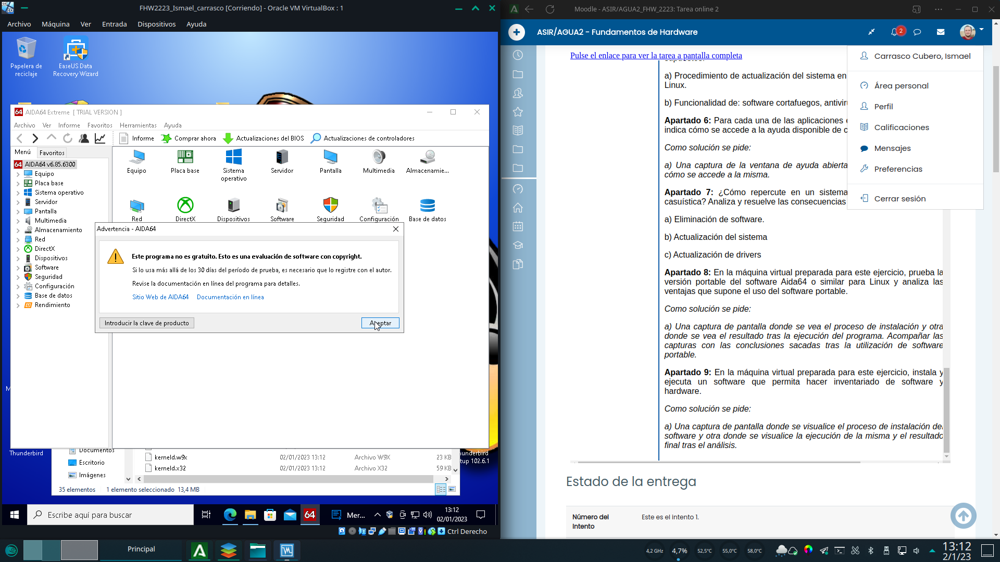 FHW2223_Ismael_carrasco [Corriendo] - Oracle VM VirtualBox : 1
Archivo Máquina Ver Entrada Dispositivos Ayuda
Papelera de reciclaje
EaseUS Data Recovery Wizard
AIDA64 Extreme [ TRIAL VERSION ]
Archivo Ver Informe Favoritos Herramientas Ayuda
Informe Comprar ahora Actualizaciones del BIOS Actualizaciones de controladores
Menú Favoritos
AIDA64 v6.85.6300
Equipo
Placa base
Sistema operativo
Servidor
Pantalla
Multimedia
Almacenamiento
Red
DirectX
Dispositivos
Software
Seguridad
Configuración
Base de datos
Rendimiento
Equipo Placa base Sistema operativo Servidor Pantalla Multimedia Almacenamie...
Red DirectX Dispositivos Software Seguridad Configuración Base de datos
Advertencia - AIDA64
Este programa no es gratuito. Esto es una evaluación de software con copyright.
Si lo usa más allá de los 30 días del período de prueba, es necesario que lo registre con el autor.
Revise la documentación en línea del programa para detalles.
Sitio Web de AIDA64 Documentación en línea
Introducir la clave de producto Aceptar
M
Thunderbird
Documentos
Escritorio
Imágenes
kerneld.w9x 02/01/2023 13:12 Archivo W9X 23 KB
kerneld.x32 02/01/2023 13:12 Archivo X32 59 KB
hunderbird
tup 102.6.1
35 elementos 1 elemento seleccionado 13,4 MB
Escribe aquí para buscar
64
Mer...
13:12
02/01/2023
Ctrl Derecho
Moodle - ASIR/AGUA2_FHW_2223: Tarea online 2
ASIR/AGUA2 - Fundamentos de Hardware
2
Pulse el enlace para ver la tarea a pantalla completa
a) Procedimiento de actualización del sistema en
Linux.
b) Funcionalidad de: software cortafuegos, antivir
Apartado 6: Para cada una de las aplicaciones
indica cómo se accede a la ayuda disponible de c
Como solución se pide:
a) Una captura de la ventana de ayuda abierta
cómo se accede a la misma.
Apartado 7: ¿Cómo repercute en un sistema
casuística? Analiza y resuelve las consecuencias
a) Eliminación de software.
b) Actualización del sistema
c) Actualización de drivers
Apartado 8: En la máquina virtual preparada para este ejercicio, prueba la
versión portable del software Aida64 o similar para Linux y analiza las
ventajas que supone el uso del software portable.
Como solución se pide:
a) Una captura de pantalla donde se vea el proceso de instalación y otra
donde se vea el resultado tras la ejecución del programa. Acompañar las
capturas con las conclusiones sacadas tras la utilización de software
portable.
Apartado 9: En la máquina virtual preparada para este ejercicio, instala y
ejecuta un software que permita hacer inventariado de software y
hardware.
Como solución se pide:
a) Una captura de pantalla donde se visualice el proceso de instalación del
software y otra donde se visualice la ejecución de la misma y el resultado
final tras el análisis.
Carrasco Cubero, Ismael
Área personal
Perfil
Calificaciones
Mensajes
Preferencias
Cerrar sesión
Estado de la entrega
Número del Intento
Este es el intento 1.
Principal
4,2 GHz 4,7% 52,5°C 55,0°C 58,0°C
13:12
2/1/23